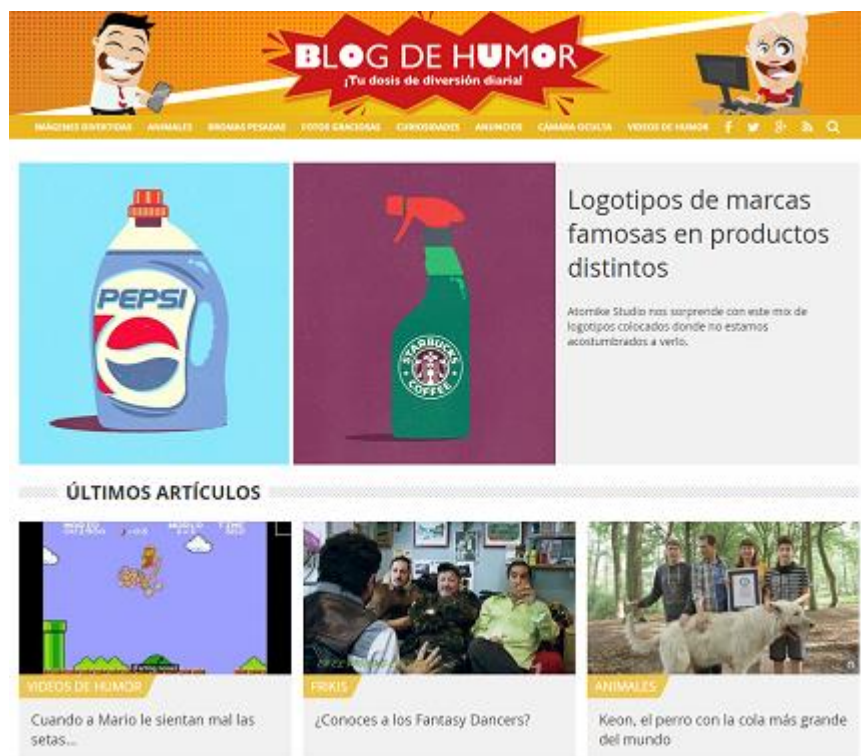 BLOG DE HUMOR
¡Tu dosis de diversión diaria!
IMÁGENES DIVERTIDAS ANIMALES BROMAS PESADAS FOTOS GRACIOSAS CURIOSIDADES ANUNCIOS CÁMARA OCULTA VIDEOS DE HUMOR
PEPSI
STARBUCKS
COFFEE
Logotipos de marcas
famosas en productos
distintos
Atomike Studio nos sorprende con este mix de
logotipos colocados donde no estamos
acostumbrados a verlo.
ÚLTIMOS ARTÍCULOS
MARIO WORLD TIME
VIDEOS DE HUMOR
FRIKIS
ANIMALES
Cuando a Mario le sientan mal las
setas...
¿Conoces a los Fantasy Dancers?
Keon, el perro con la cola más grande
del mundo